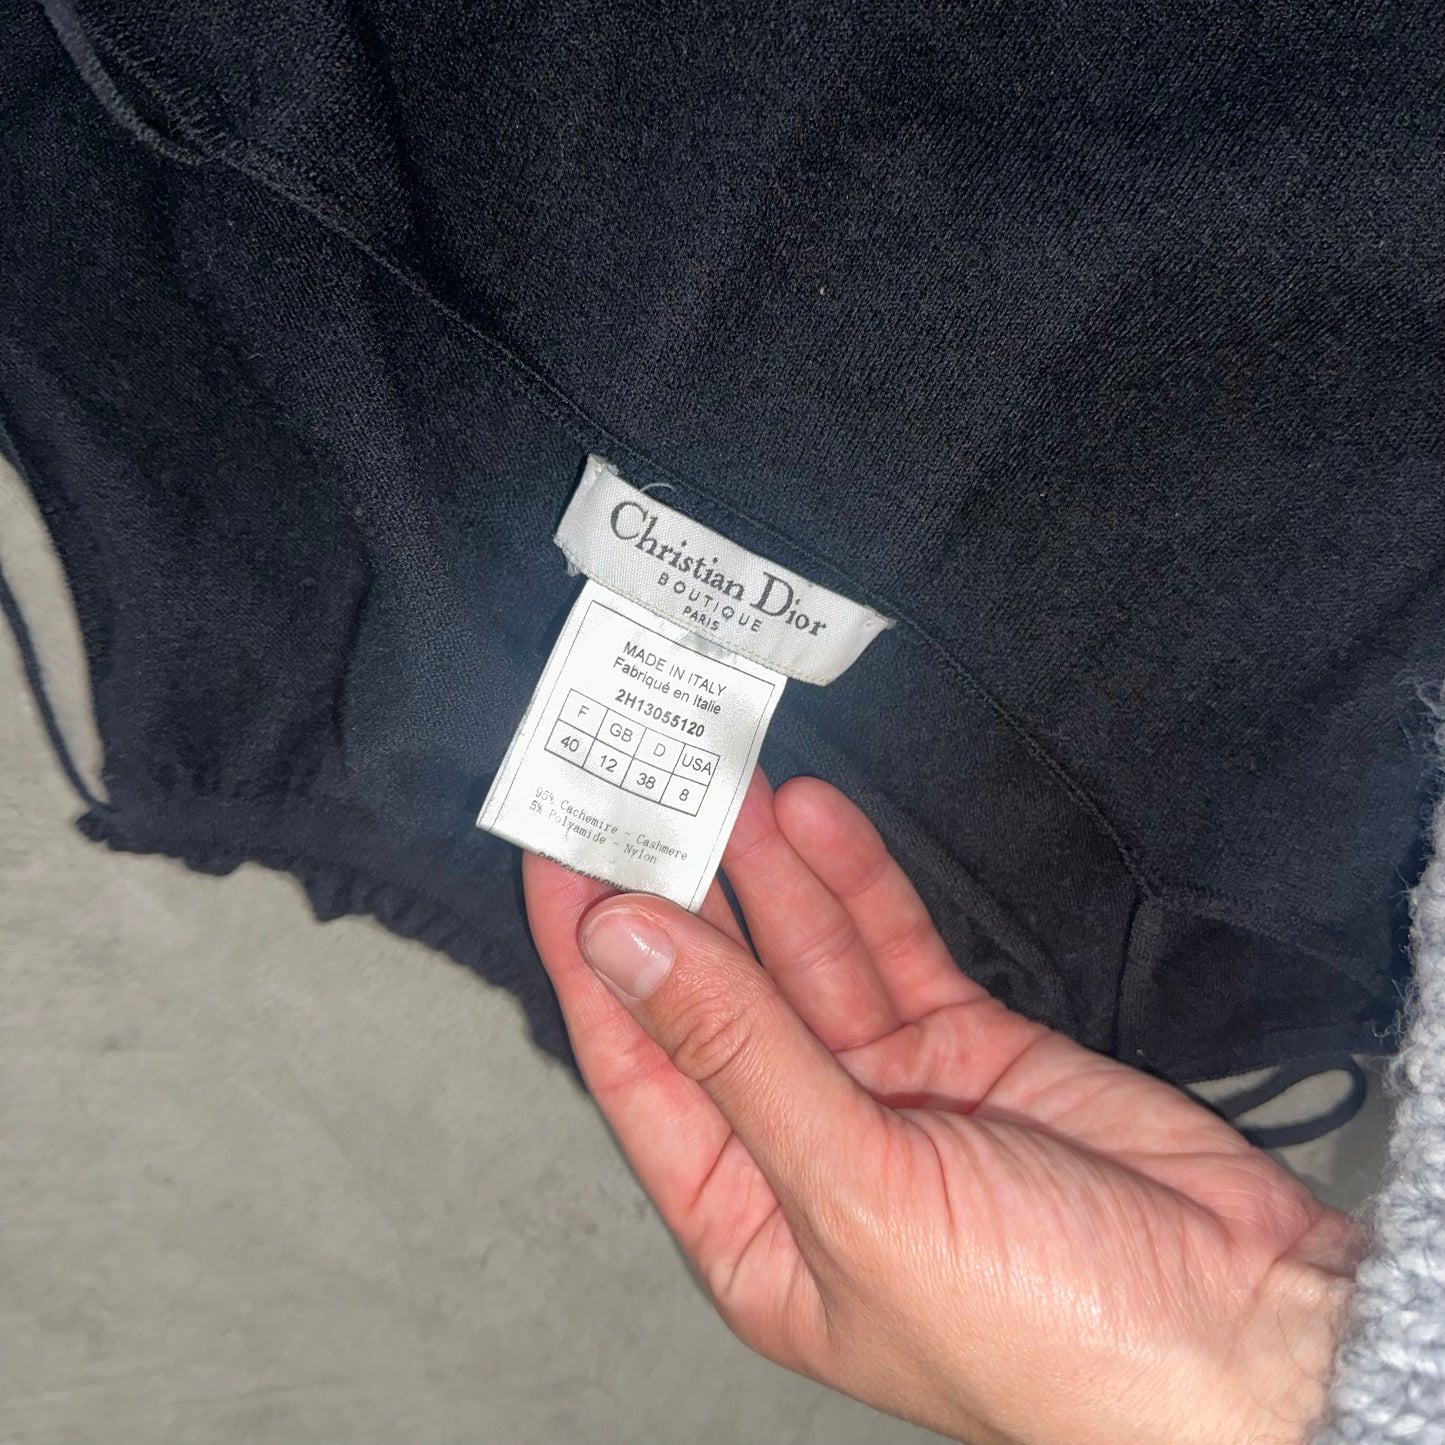 Christian Dior
BOUTIQUE
PARIS
MADE IN ITALY
Fabriqué en Italie
2H13055120
F GB D USA
40 12 38 8
95% Cachemire - Cashmere
5% Polyamide - Nylon